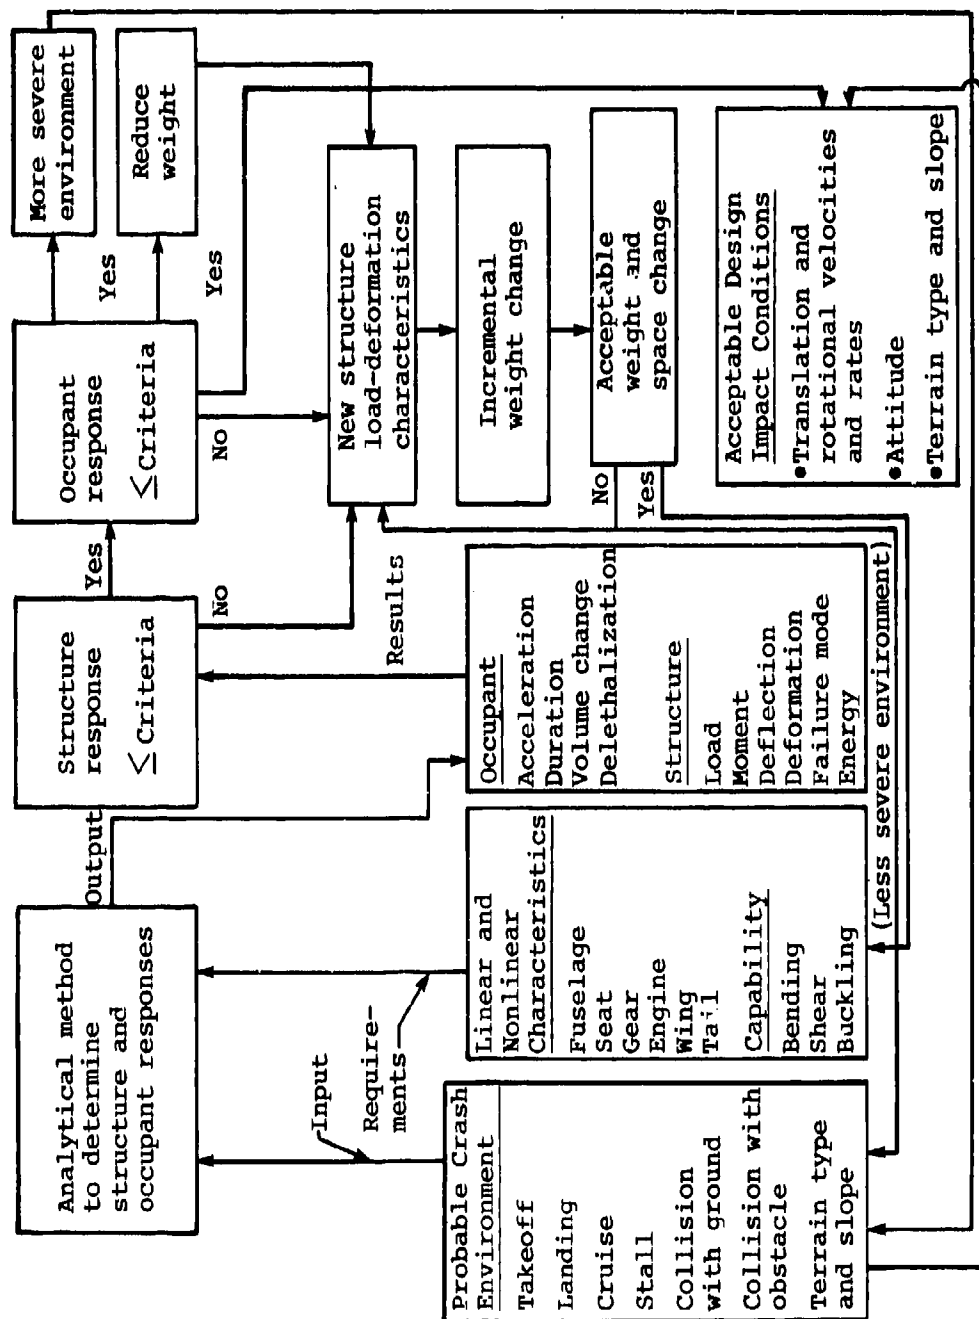 Analytical method
to determine
structure and
occupant responses
Output
Structure
response
≤Criteria
Yes
No
Occupant
response
≤Criteria
Yes
Yes
No
More severe
environment
Reduce
weight
Input
Require-
ments
Results
New structure
load-deformation
characteristics
Incremental
weight change
Acceptable
weight and
space change
No
Yes
Probable Crash
Environment
Takeoff
Landing
Cruise
Stall
Collision
with ground
Collision with
obstacle
Terrain type
and slope
Linear and
Nonlinear
Characteristics
Fuselage
Seat
Gear
Engine
Wing
Tail
Capability
Bending
Shear
Buckling
Occupant
Acceleration
Duration
Volume change
Delethalization
Structure
Load
Moment
Deflection
Deformation
Failure mode
Energy
(Less severe environment)
Acceptable Design
Impact Conditions
•Translation and
rotational velocities
and rates
•Attitude
•Terrain type and slope